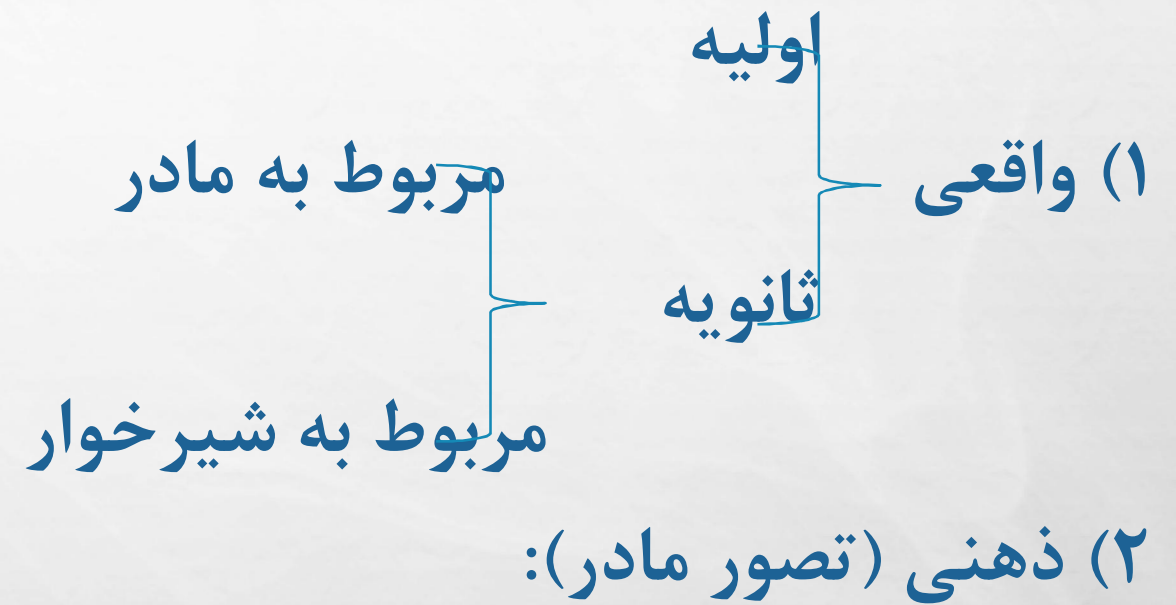 اولیه
۱) واقعی
مربوط به مادر
ثانویه
مربوط به شیرخوار
۲) ذهنی (تصور مادر):